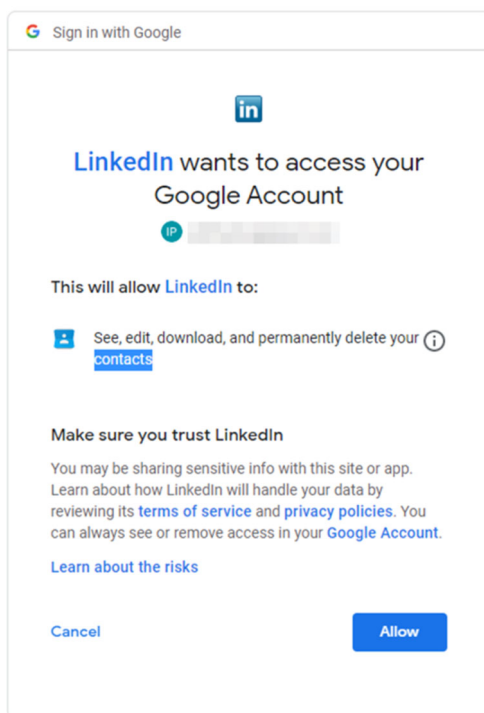 Sign in with Google
in
LinkedIn wants to access your
Google Account
IP
This will allow LinkedIn to:
See, edit, download, and permanently delete your
contacts
Make sure you trust LinkedIn
You may be sharing sensitive info with this site or app.
Learn about how LinkedIn will handle your data by
reviewing its terms of service and privacy policies. You
can always see or remove access in your Google Account.
Learn about the risks
Cancel
Allow